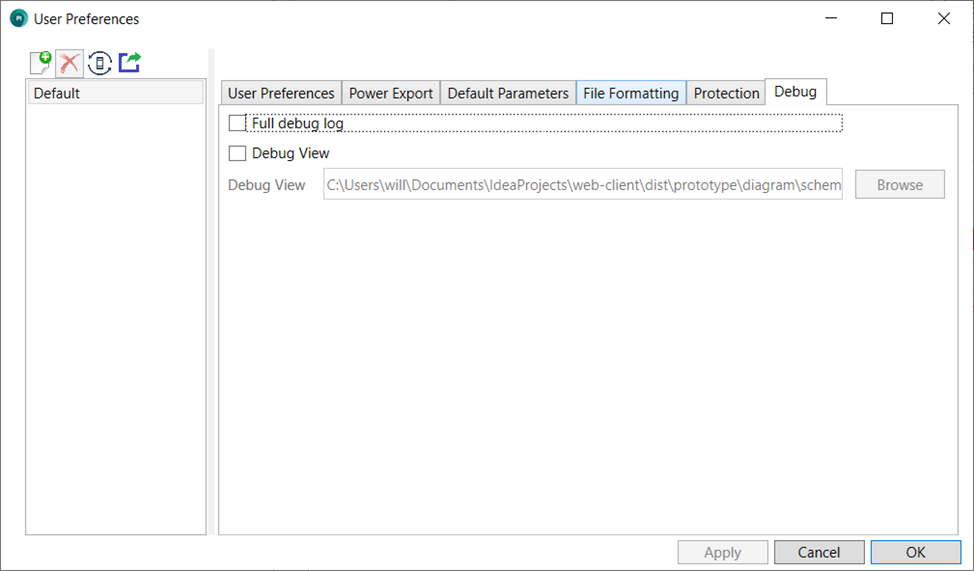 User Preferences
Default
User Preferences Power Export Default Parameters File Formatting Protection Debug
Full debug log
Debug View
Debug View C:\Users\will\Documents\IdeaProjects\web-client\dist\prototype\diagram\schem Browse
Apply Cancel OK